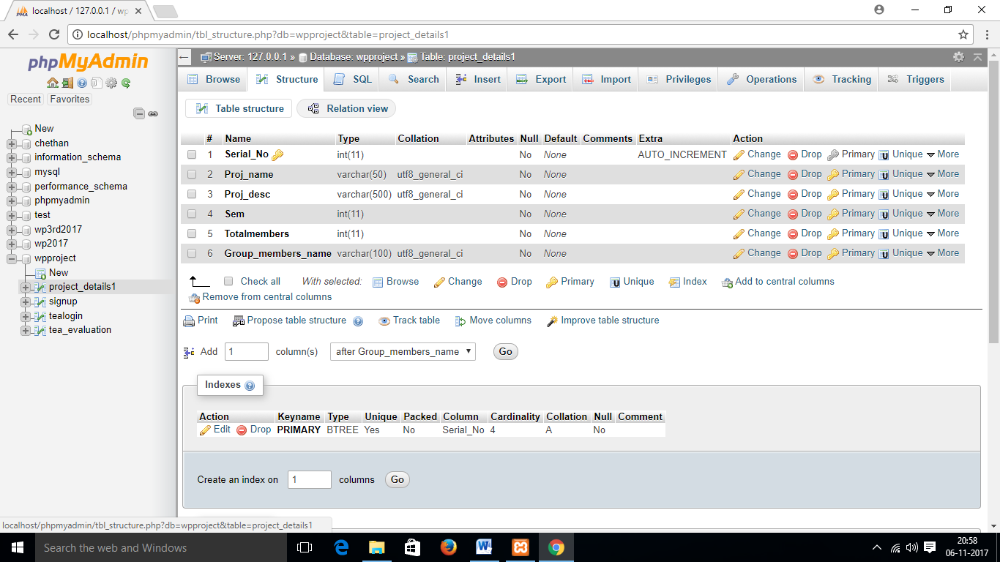 localhost / 127.0.0.1 / wp
localhost/phpmyadmin/tbl_structure.php?db=wpproject&table=project_details1
phpMyAdmin
Recent Favorites
New
chethan
information_schema
mysql
performance_schema
phpmyadmin
test
wp3rd2017
wp2017
wpproject
New
project_details1
signup
tealogin
tea_evaluation
Server: 127.0.0.1 » Database: wpproject » Table: project_details1
Browse Structure SQL Search Insert Export Import Privileges Operations Tracking Triggers
Table structure Relation view
# Name Type Collation Attributes Null Default Comments Extra Action
1 Serial_No int(11) No None AUTO_INCREMENT Change Drop Primary Unique More
2 Proj_name varchar(50) utf8_general_ci No None Change Drop Primary Unique More
3 Proj_desc varchar(500) utf8_general_ci No None Change Drop Primary Unique More
4 Sem int(11) No None Change Drop Primary Unique More
5 Totalmembers int(11) No None Change Drop Primary Unique More
6 Group_members_name varchar(100) utf8_general_ci No None Change Drop Primary Unique More
Check all With selected: Browse Change Drop Primary Unique Index Add to central columns
Remove from central columns
Print Propose table structure Track table Move columns Improve table structure
Add 1 column(s) after Group_members_name Go
Indexes
Action Keyname Type Unique Packed Column Cardinality Collation Null Comment
Edit Drop PRIMARY BTREE Yes No Serial_No 4 A No
Create an index on 1 columns Go
localhost/phpmyadmin/tbl_structure.php?db=wpproject&table=project_details1
Search the web and Windows
20:58
06-11-2017